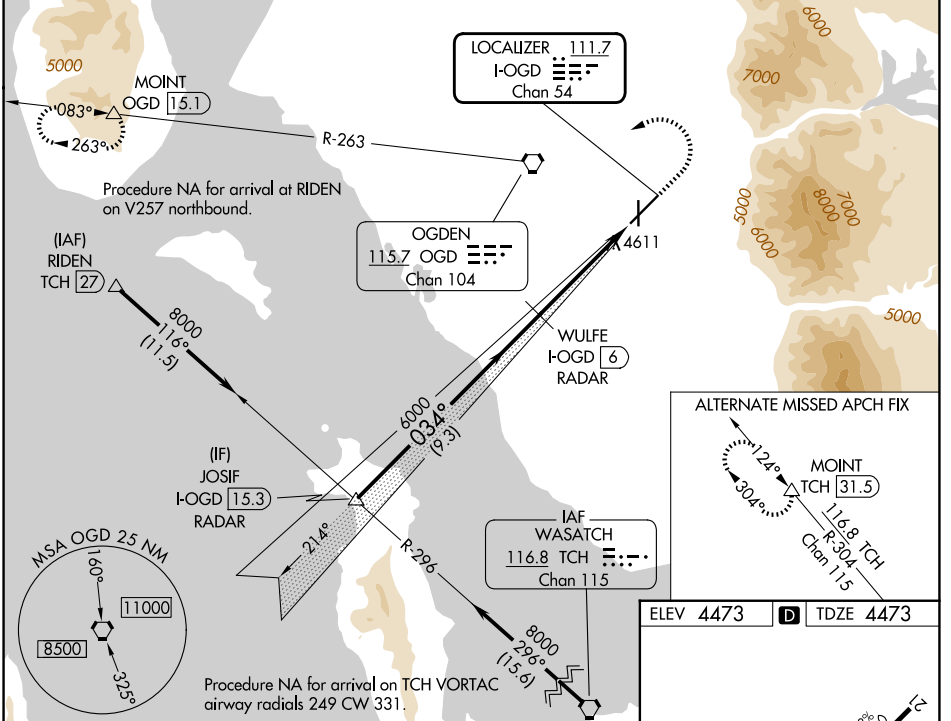 5000
MOINT
OGD 15.1
083°
263°
R-263
Procedure NA for arrival at RIDEN
on V257 northbound.
LOCALIZER 111.7
I-OGD
Chan 54
6000
7000
8000
7000
5000
6000
5000
OGDEN
115.7 OGD
Chan 104
4611
(IAF)
RIDEN
TCH 27
8000
116°
(11.5)
WULFE
I-OGD 6
RADAR
6000
034°
(9.3)
(IF)
JOSIF
I-OGD 15.3
RADAR
214°
R-296
IAF
WASATCH
116.8 TCH
Chan 115
8000
296°
(15.6)
ALTERNATE MISSED APCH FIX
124°
304°
MOINT
TCH 31.5
116.8 TCH
R-304
Chan 115
MSA OGD 25 NM
160°
11000
8500
325°
Procedure NA for arrival on TCH VORTAC
airway radials 249 CW 331.
ELEV 4473 D TDZE 4473
21